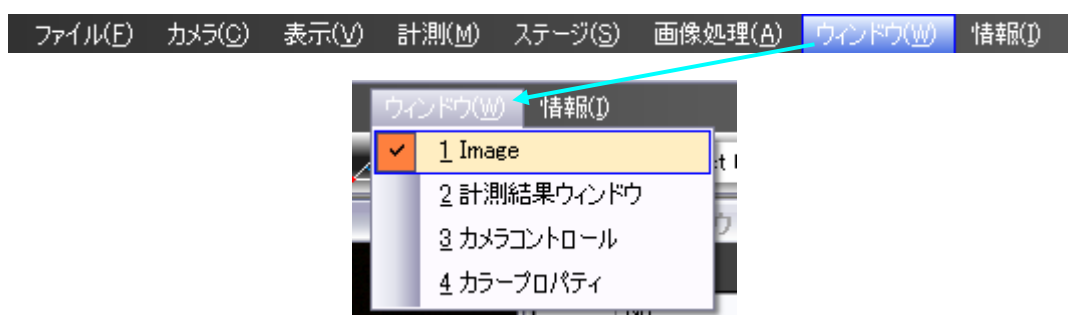 ファイル(F) カメラ(C) 表示(V) 計測(M) ステージ(S) 画像処理(A) ウィンドウ(W) 情報(I)
ウィンドウ(W) 情報(I)
1 Image
2 計測結果ウィンドウ
3 カメラコントロール
4 カラープロパティ